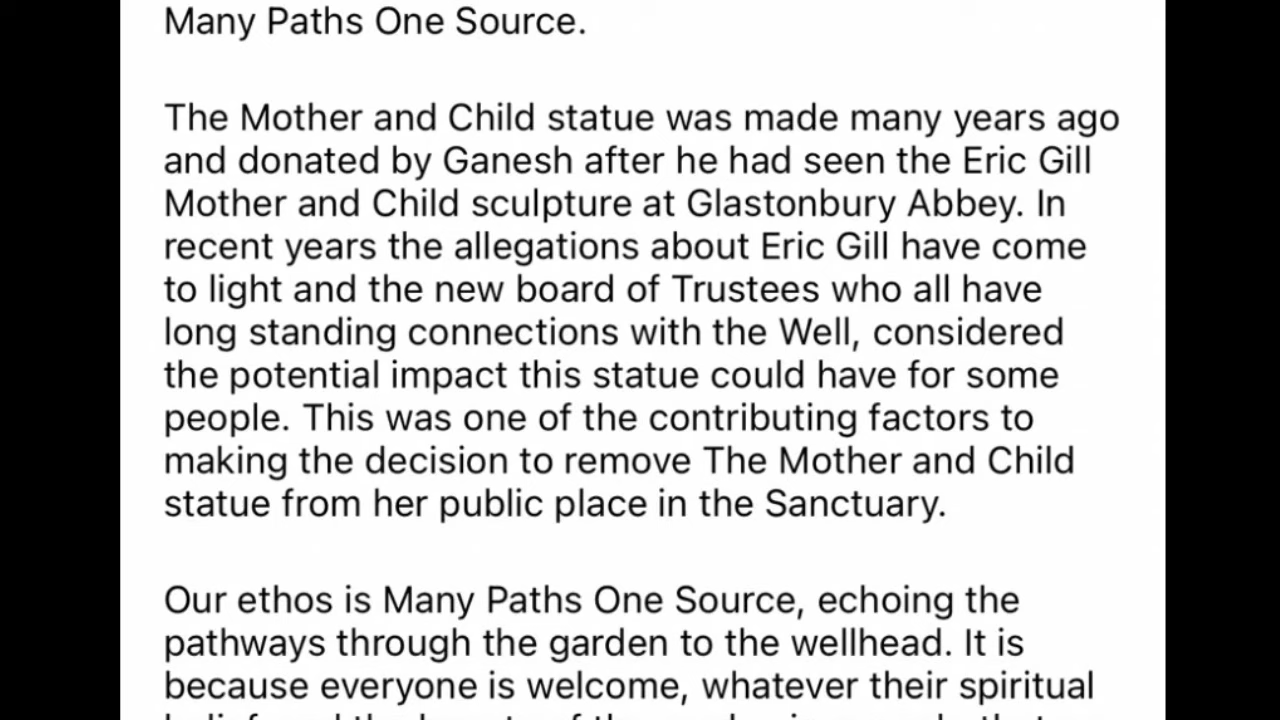 Many Paths One Source.
The Mother and Child statue was made many years ago
and donated by Ganesh after he had seen the Eric Gill
Mother and Child sculpture at Glastonbury Abbey. In
recent years the allegations about Eric Gill have come
to light and the new board of Trustees who all have
long standing connections with the Well, considered
the potential impact this statue could have for some
people. This was one of the contributing factors to
making the decision to remove The Mother and Child
statue from her public place in the Sanctuary.
Our ethos is Many Paths One Source, echoing the
pathways through the garden to the wellhead. It is
because everyone is welcome, whatever their spiritual